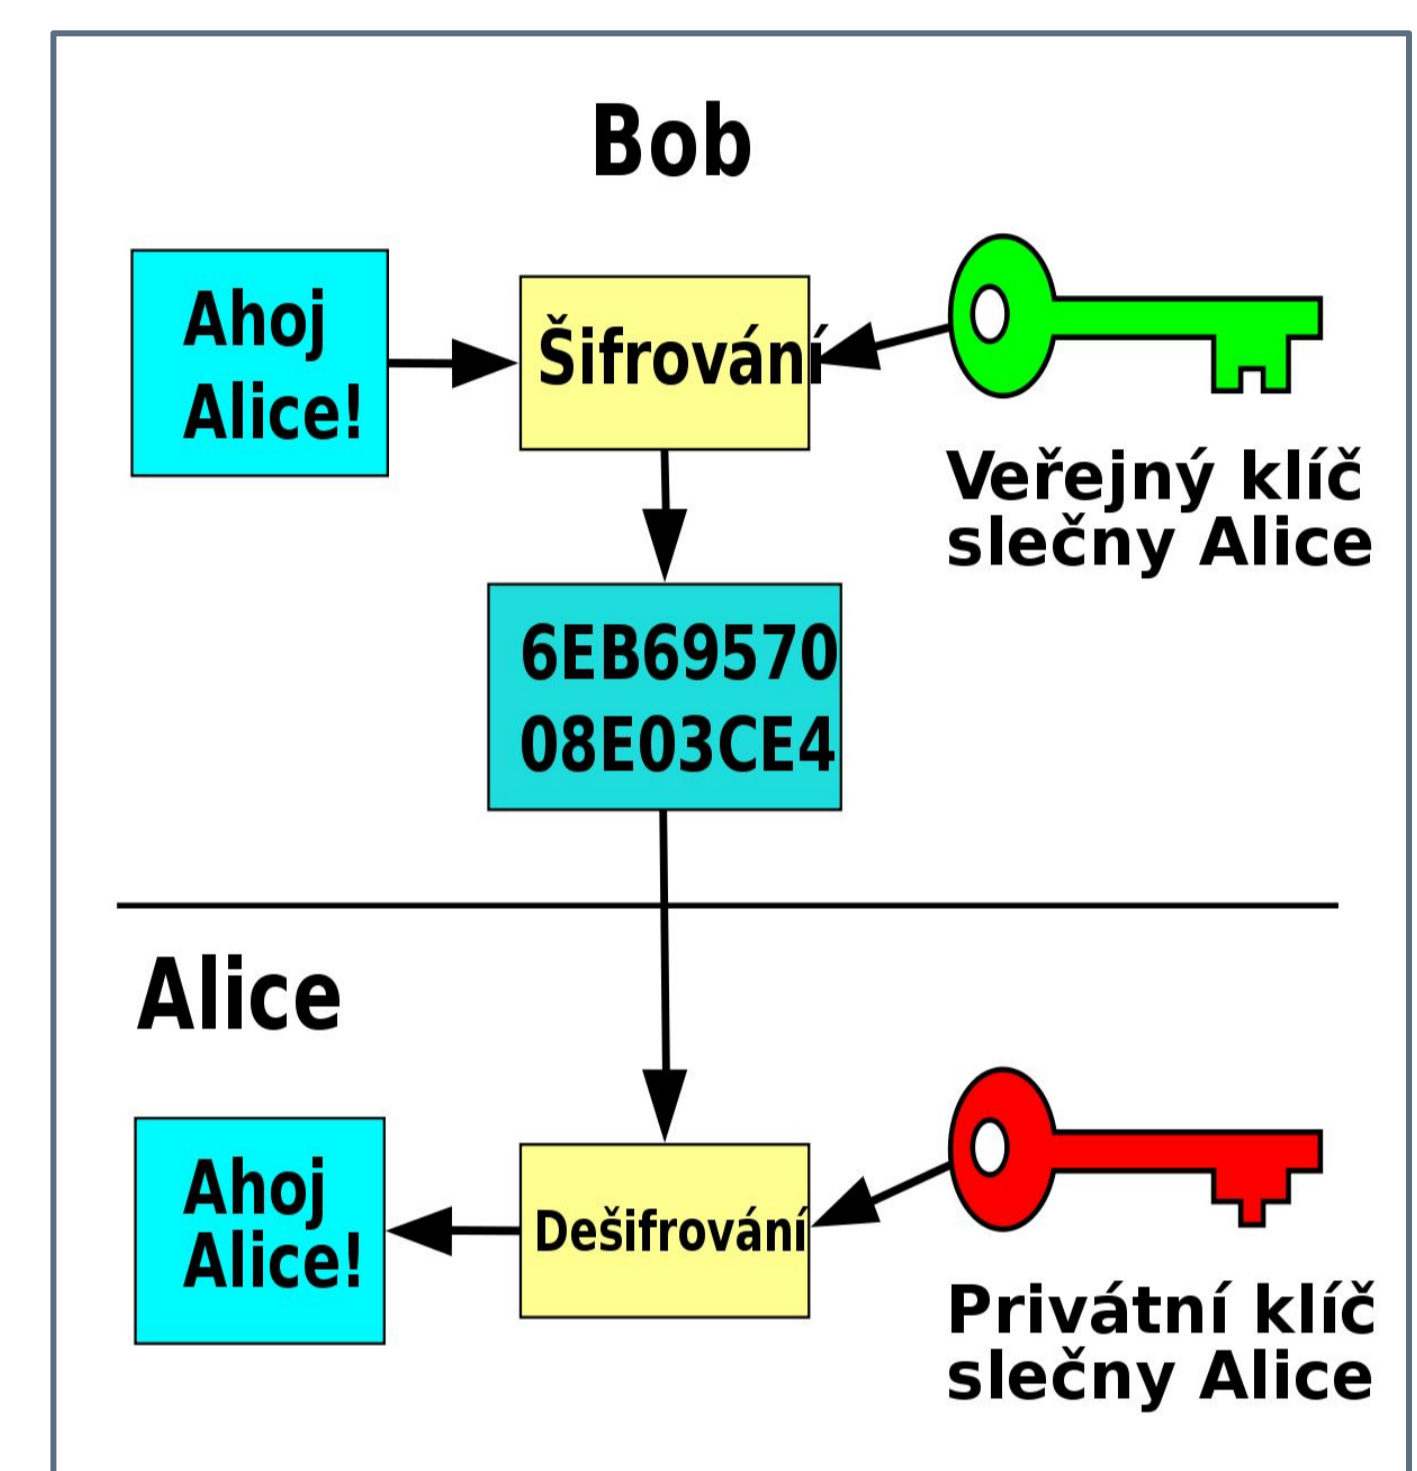 Bob
Ahoj
Alice!
Šifrování
Veřejný klíč
slečny Alice
6EB69570
08E03CE4
Alice
Ahoj
Alice!
Dešifrování
Privátní klíč
slečny Alice